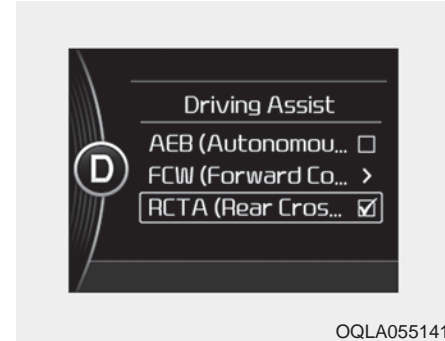 Driving Assist
AEB (Autonomou...
D
FCW (Forward Co...
RCTA (Rear Cros...
OQLA055141